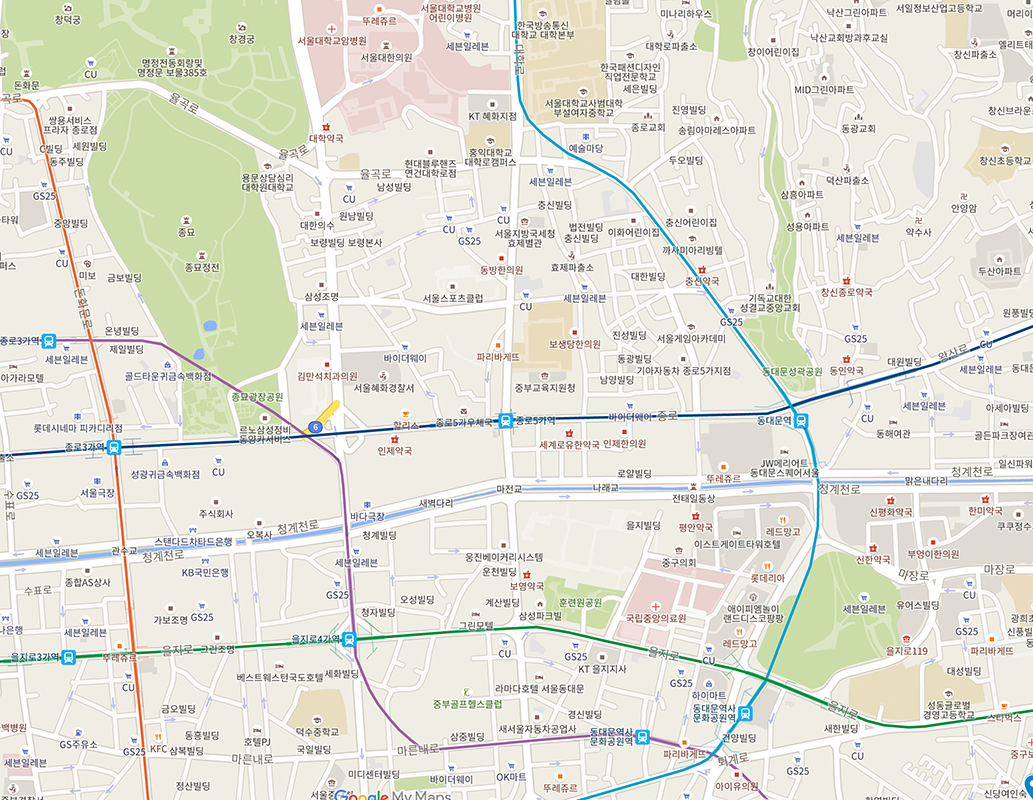 창덕궁
창덕궁
창경궁
뚜레쥬르
서울대학교병원
어린이병원
서울대학교암병원
서울대한의원
세븐일레븐
한국방송통신
대학교 대학본부
미니리하우스
대학로파출소
창이어린이집
낙산그린아파트
낙산교회방과후교실
서일정보산업고등학교
명정전동회랑및
명정문 보물385호
CU
돈화문
율곡로
한국패션디자인
직업전문학교
세은빌딩
MID그린아파트
창신파출소
쌍용서비스
프라자 종로점
C빌딩
세원빌딩
동주빌딩
대학로
KT 혜화지점
서울대학교사범대학
부설여자중학교
진영빌딩
종로교회
송림아마레스아파트
동광교회
대학약국
율곡로
홍익대학교
대학로캠퍼스
예술마당
두오빌딩
창신초등학교
용문상담심리
대학원대학교
율곡로
현대블루핸즈
연건대학로점
남성빌딩
세븐일레븐
덕산파출소
삼흥아파트
GS25
충신빌딩
안양암
중앙빌딩
종묘
대한의수
원남빌딩
CU
GS25
서울지방국세청
효제별관
법전빌딩
충신빌딩
이화어린이집
충신어린이집
성용아파트
세븐일레븐
약수사
보령빌딩
보령본사
까사미아리빙텔
CU
미보
종묘정전
금보빌딩
동방한의원
효제파출소
대한빌딩
종산약국
창신종로약국
두산아파트
돈화문로
삼성조명
서울스포츠클럽
CU
세븐일레븐
기독교대한
성결교중앙교회
GS25
원풍빌딩
온녕빌딩
세븐일레븐
종로3가역
제일빌딩
세븐일레븐
진성빌딩
서울게임아카데미
GS25
CU
왕산로
대원빌딩
세븐일레븐
바이더웨이
파리바게뜨
보생당한의원
동광빌딩
아가라모텔
골드타운귀금속백화점
김만석치과의원
서울혜화경찰서
중부교육지원청
남양빌딩
기아자동차 종로5가지점
동대문성곽공원
동인약국
종묘광장공원
롯데시네마 피카디리점
르노삼성정비
동양카서비스
6
할리스
종로5가우체국
종로5가역
바이더웨이
종로
동대문역
CU
세븐일레븐
아세아빌딩
동해여관
골든파크장여관
종로3가역
인제약국
세계로유한약국
인제한의원
성광귀금속백화점
CU
JW메리어트
동대문스퀘어서울
로얄빌딩
뚜레쥬르
청계천로
일신파워
맑은내다리
GS25
서울극장
수표로
마전교
나래교
전태일동상
청계천로
주식회사
새벽다리
바다극장
을지빌딩
평안약국
레드망고
신평화약국
한미약국
GS25
쿠쿠정수
스탠다드차타드은행
오복사
청계천로
청계빌딩
이스트게이트타워호텔
세븐일레븐
관수교
청계천로
KB국민은행
세븐일레븐
웅진베이커리시스템
운천빌딩
중구의회
롯데리아
신한약국
부엉이한의원
마장로
마장로
수표로
종합AS상사
GS25
보영약국
훈련원공원
국립중앙의료원
애이피엠놀이
랜드디스코팡팡
세븐일레븐
유어스빌딩
가보조명
GS25
청자빌딩
오성빌딩
계산빌딩
삼성파크빌
CU
세븐일레븐
그린모텔
레드망고
을지로119
파리바게뜨
을지로3가역
뚜레쥬르
을지로
그린조명
을지로4가역
CU
GS25
KT 을지지사
을지로
CU
대성빌딩
CU
베스트웨스턴국도호텔
세화빌딩
라마다호텔 서울동대문
GS25
하이마트
성동글로벌
경영고등학교
스타벅스
중부골프헬스클럽
경신빌딩
동대문역사
문화공원역
을지로
새한빌딩
금오빌딩
GS주유소
KFC
GS25
동흥빌딩
삼북빌딩
호텔PJ
덕수중학교
국일빌딩
마른내로
삼중빌딩
새서울자동차공업사
동대문역사
문화공원역
건양빌딩
파리바게뜨
퇴계로
GS25
CU
마른내로
정산빌딩
미디센터빌딩
바이더웨이
OK마트
뚜레쥬르
아이유의원
Google My Maps